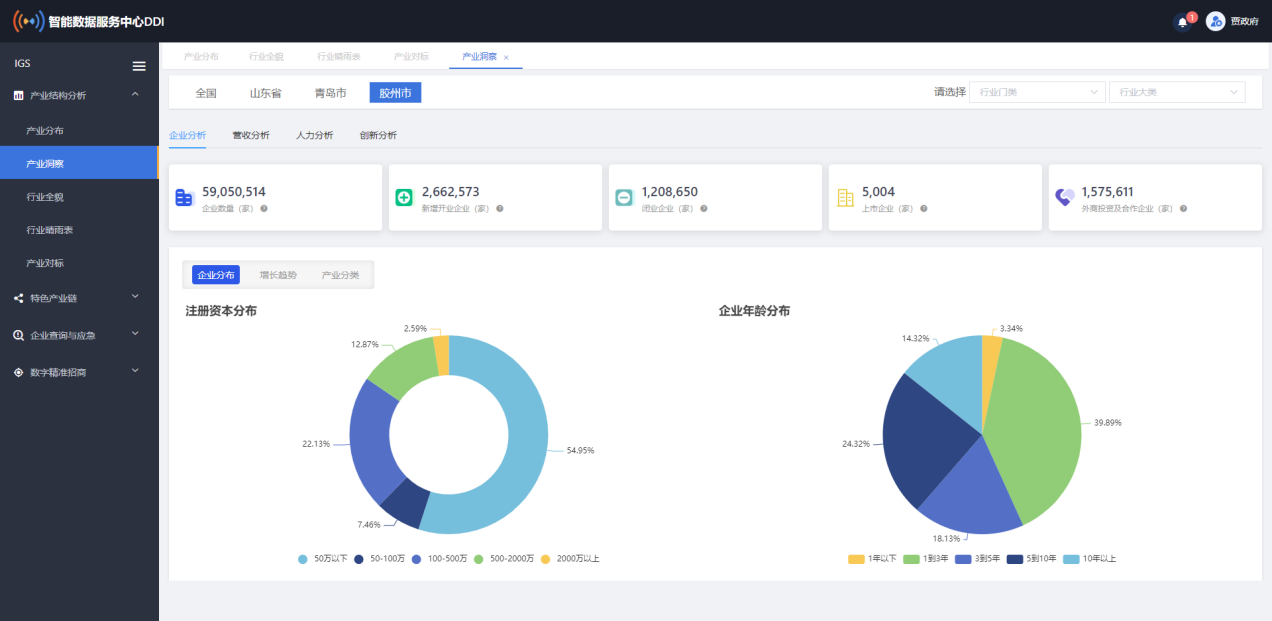 智能数据服务中心DDI
1
贾政府
IGS
产业结构分析
产业分布
产业洞察
行业全貌
行业晴雨表
产业对标
特色产业链
企业查询与应急
数字精准招商
产业分布 行业全貌 行业晴雨表 产业对标 产业洞察 ×
全国 山东省 青岛市 胶州市 请选择 行业门类 行业大类
企业分析 营收分析 人力分析 创新分析
59,050,514
企业数量（家）
2,662,573
新增开业企业（家）
1,208,650
闭业企业（家）
5,004
上市企业（家）
1,575,611
外商投资及合作企业（家）
企业分布 增长趋势 产业分类
注册资本分布
2.59%
12.87%
22.13%
54.95%
7.46%
50万以下 50-100万 100-500万 500-2000万 2000万以上
企业年龄分布
3.34%
14.32%
39.89%
24.32%
18.13%
1年以下 1到3年 3到5年 5到10年 10年以上